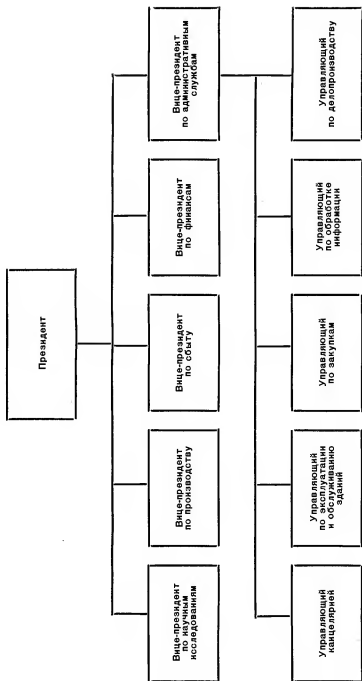 Президент
Вице-президент
по научным
исследованиям
Вице-президент
по производству
Вице-президент
по сбыту
Вице-президент
по финансам
Вице-президент
по административным
службам
Управляющий
канцелярией
Управляющий
по эксплуатации
и обслуживанию
зданий
Управляющий
по закупкам
Управляющий
по обработке
информации
Управляющий
по делопроизводству